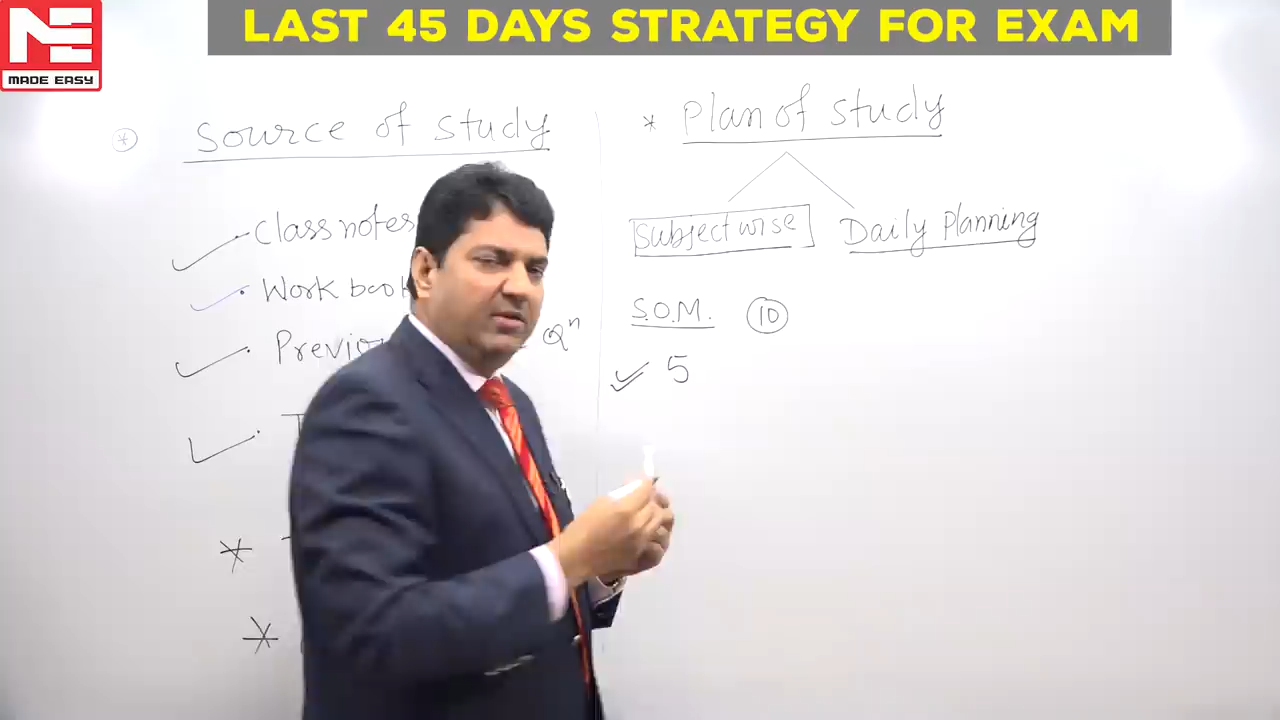 LAST 45 DAYS STRATEGY FOR EXAM
ME
MADE EASY
* Source of study
Class notes
Work book
Previo Qⁿ
*
*
* Plan of study
Subject wise Daily Planning
S.O.M. 10
5